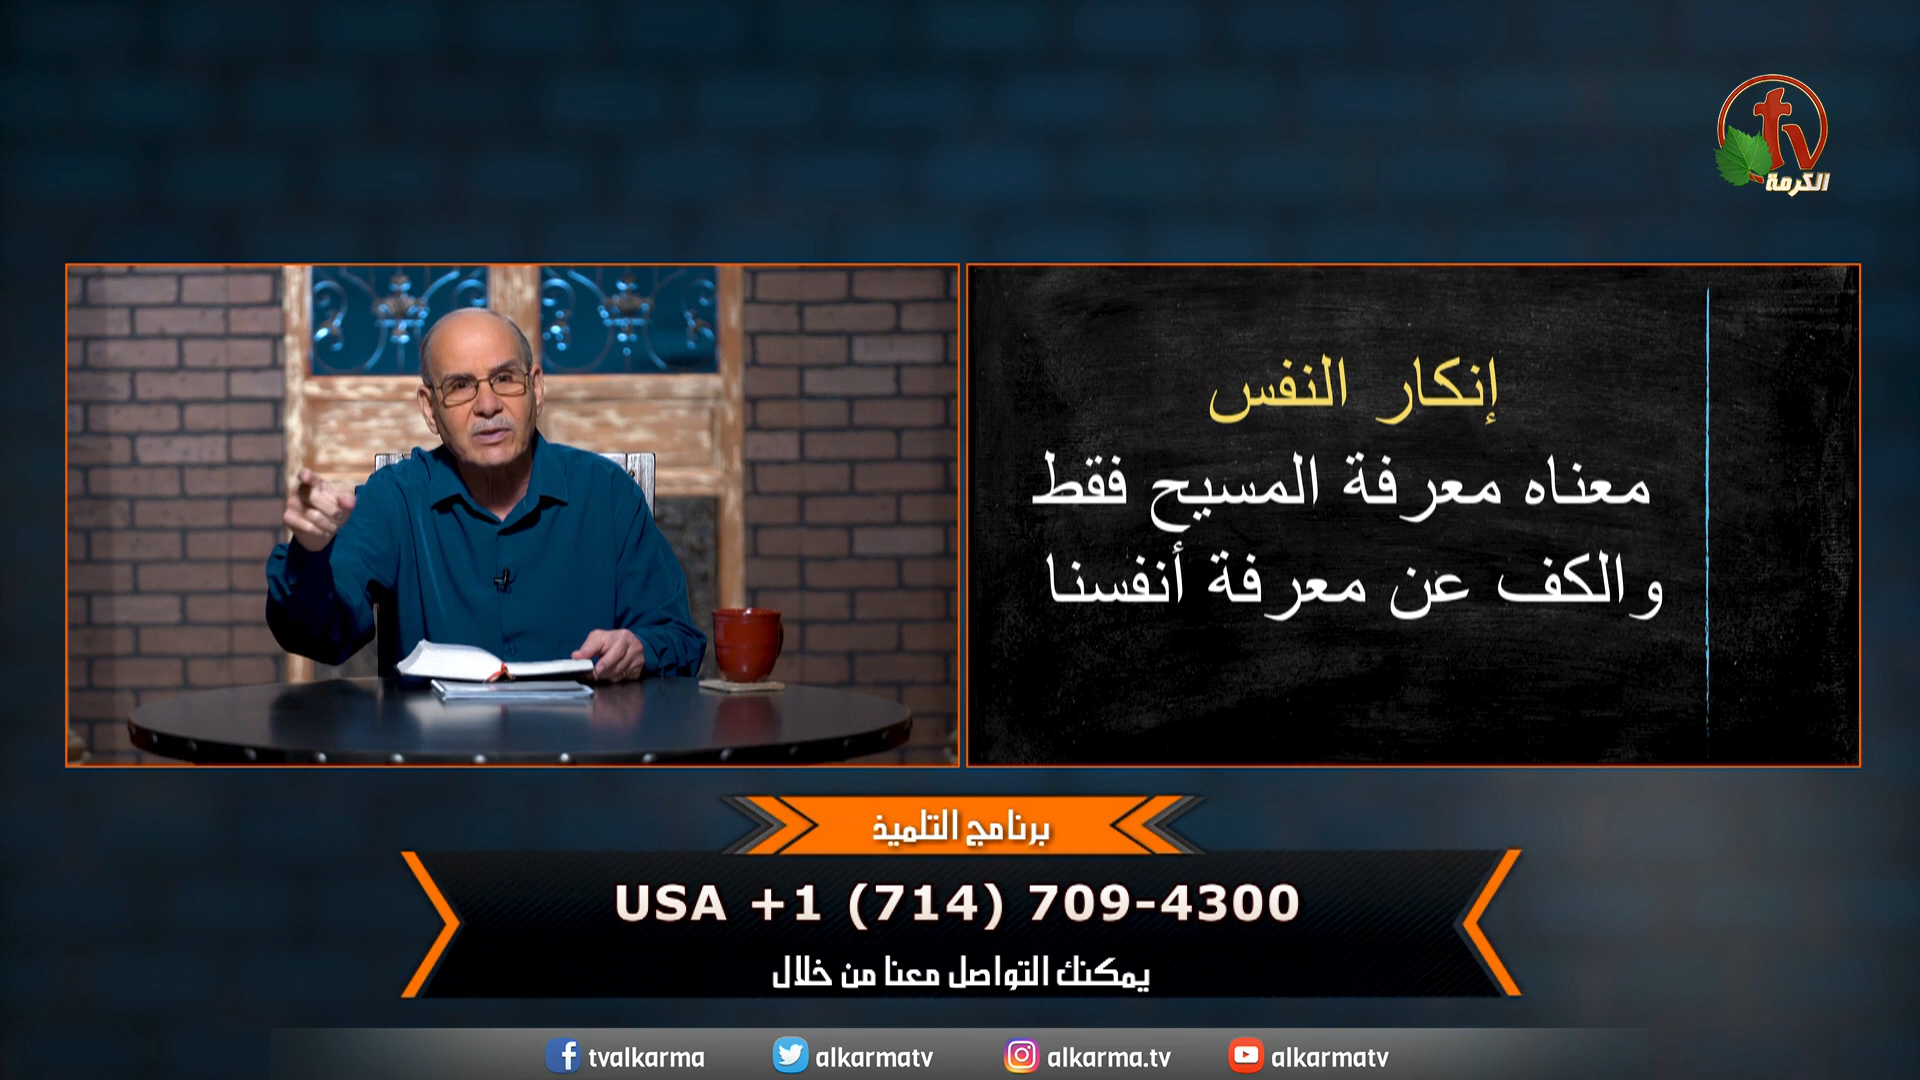 tv
الكرمة
إنكار النفس
معناه معرفة المسيح فقط
والكف عن معرفة أنفسنا
برنامج التلميذ
USA +1 (714) 709-4300
يمكنك التواصل معنا من خلال
tvalkarma alkarmatv alkarma.tv alkarmatv